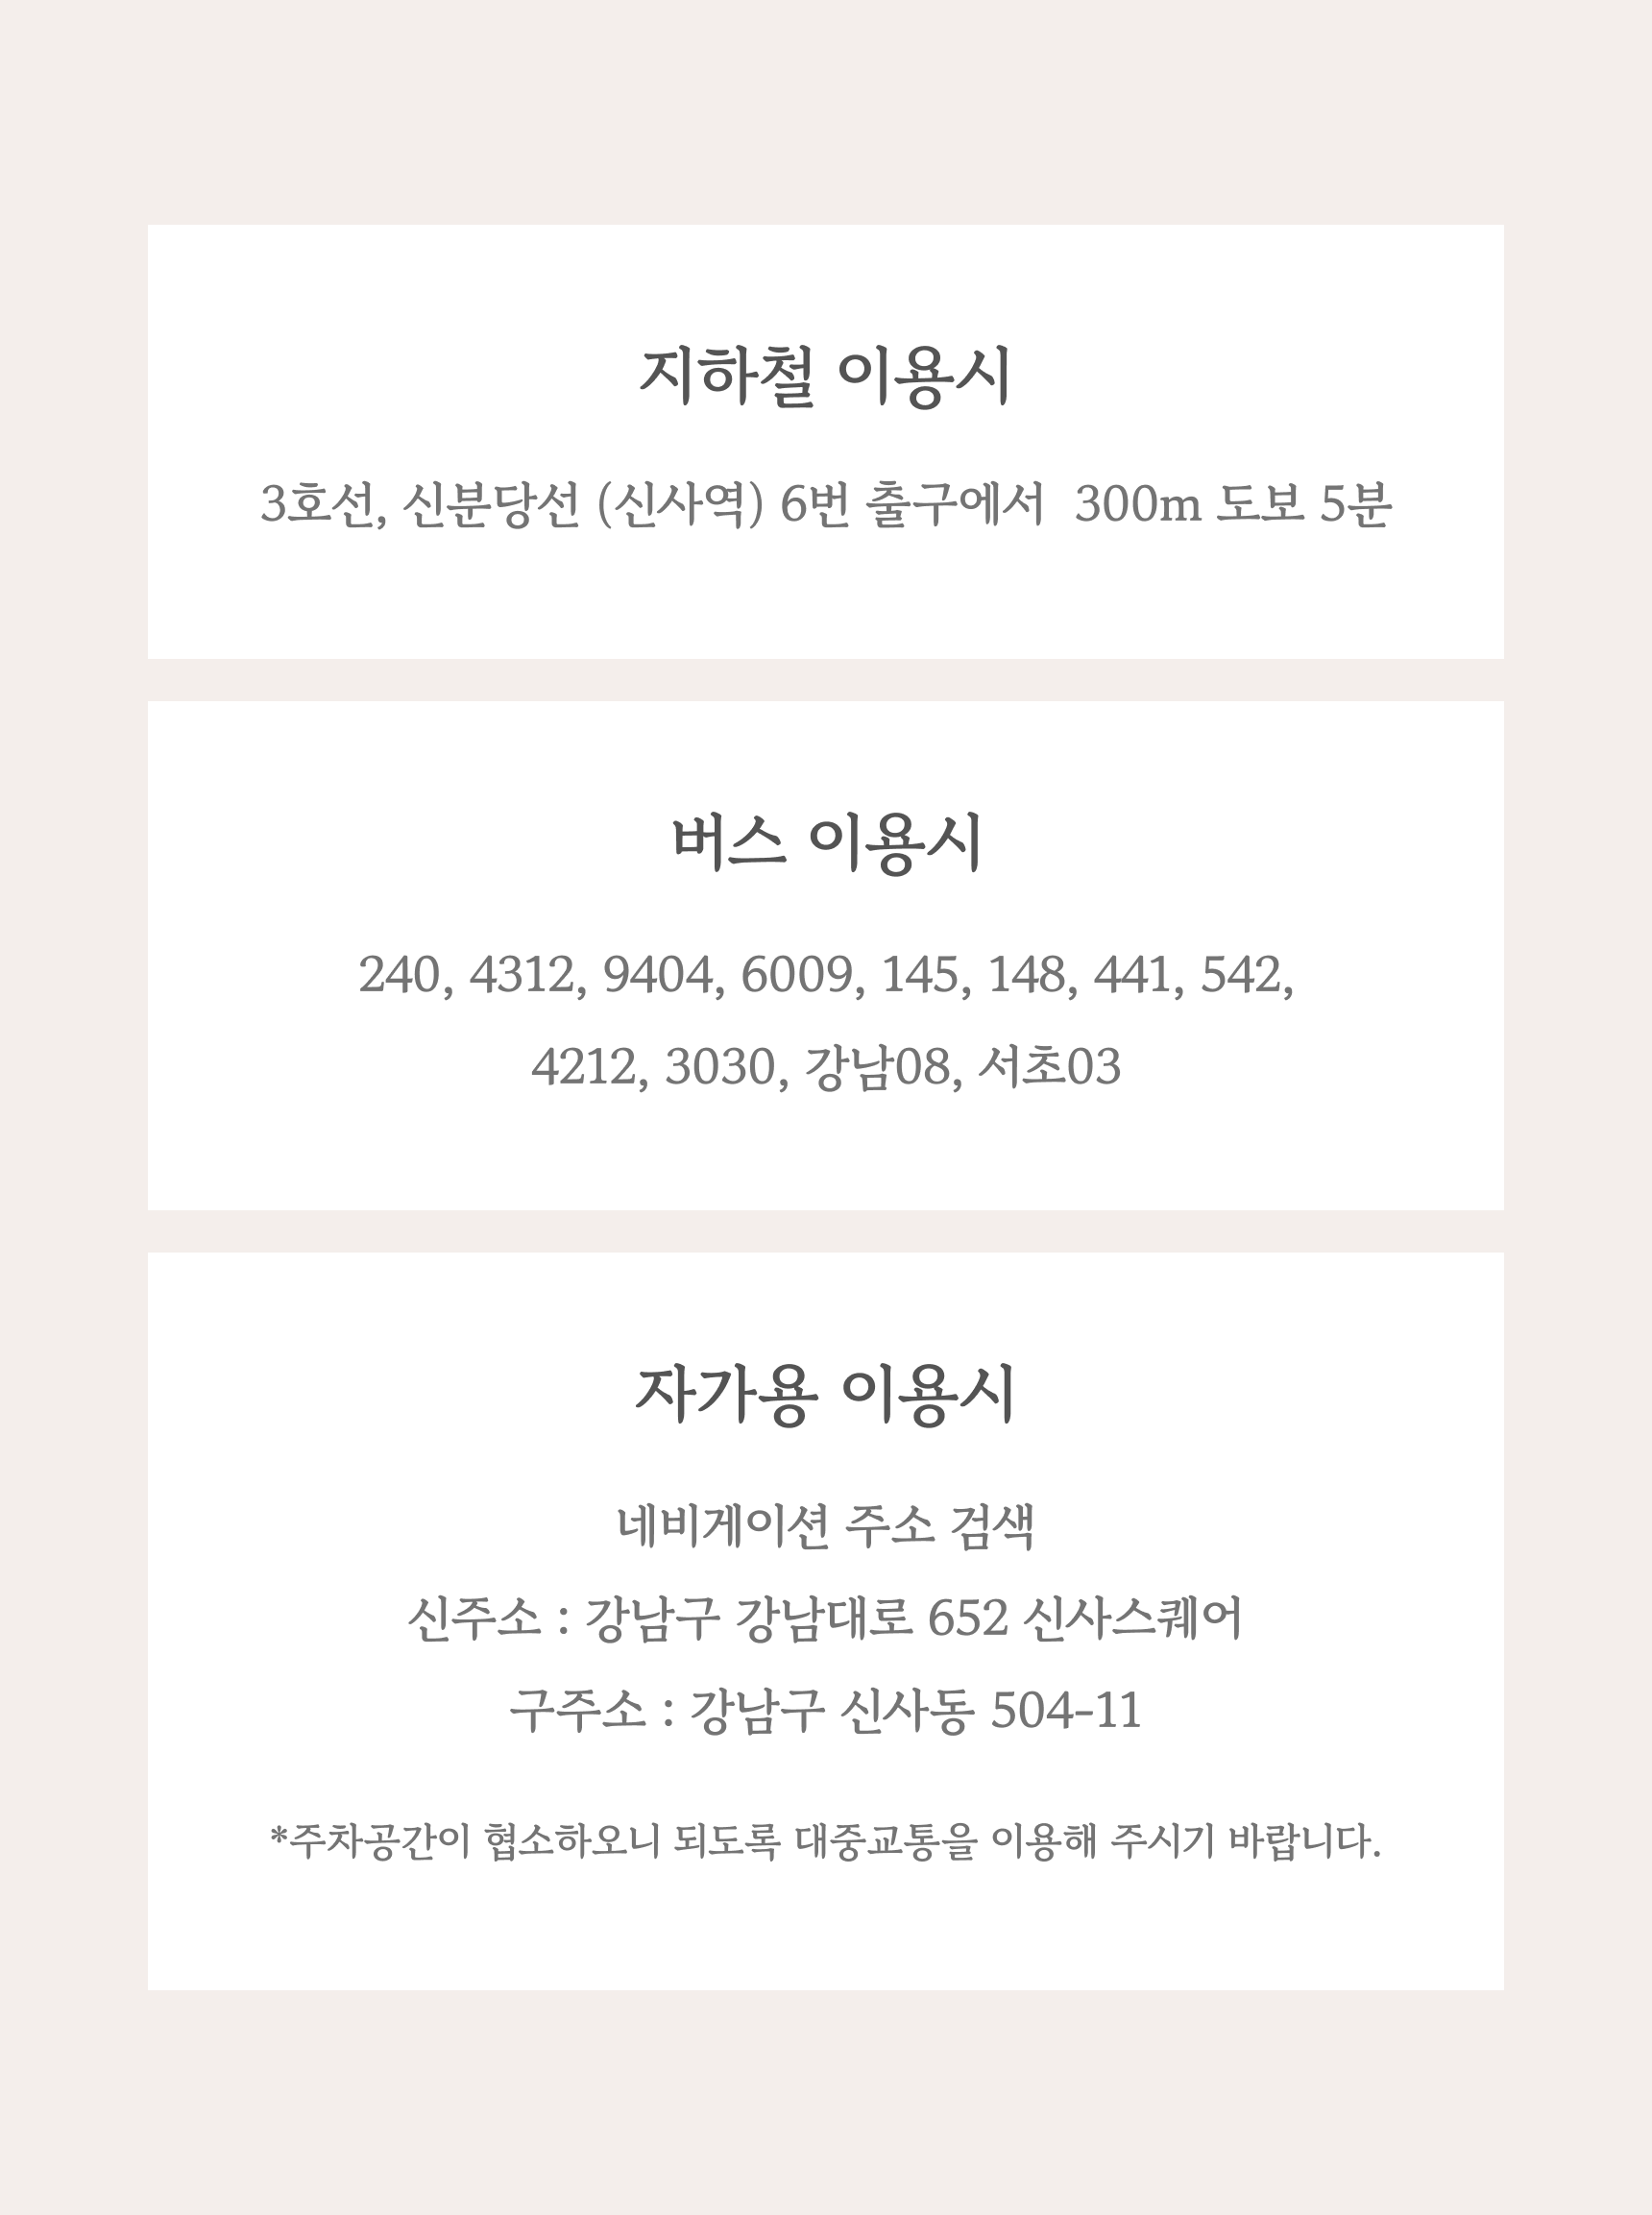 지하철 이용시
3호선, 신분당선 (신사역) 6번 출구에서  300m 도보 5분
버스 이용시
240, 4312, 9404, 6009, 145, 148, 441, 542,
4212, 3030, 강남08, 서초03
자가용 이용시
네비게이션 주소 검색
신주소 : 강남구 강남대로 652 신사스퀘어
구주소 : 강남구 신사동 504-11
*주차공간이 협소하오니 되도록 대중교통을 이용해 주시기 바랍니다.